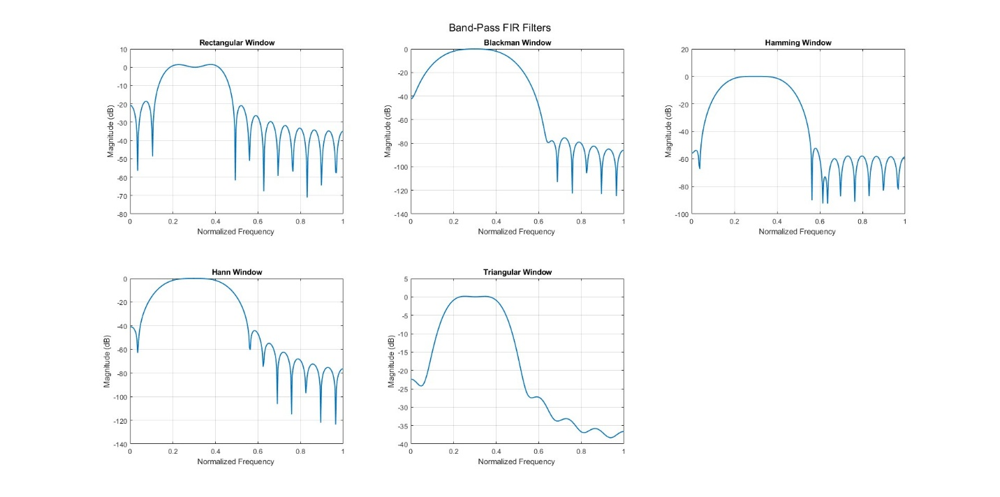 Band-Pass FIR Filters
Rectangular Window
10
0
-10
-20
-30
-40
-50
-60
-70
-80
Magnitude (dB)
0 0.2 0.4 0.6 0.8 1
Normalized Frequency
Blackman Window
0
-20
-40
-60
-80
-100
-120
-140
Magnitude (dB)
0 0.2 0.4 0.6 0.8 1
Normalized Frequency
Hamming Window
20
0
-20
-40
-60
-80
-100
Magnitude (dB)
0 0.2 0.4 0.6 0.8 1
Normalized Frequency
Hann Window
0
-20
-40
-60
-80
-100
-120
-140
Magnitude (dB)
0 0.2 0.4 0.6 0.8 1
Normalized Frequency
Triangular Window
5
0
-5
-10
-15
-20
-25
-30
-35
-40
Magnitude (dB)
0 0.2 0.4 0.6 0.8 1
Normalized Frequency